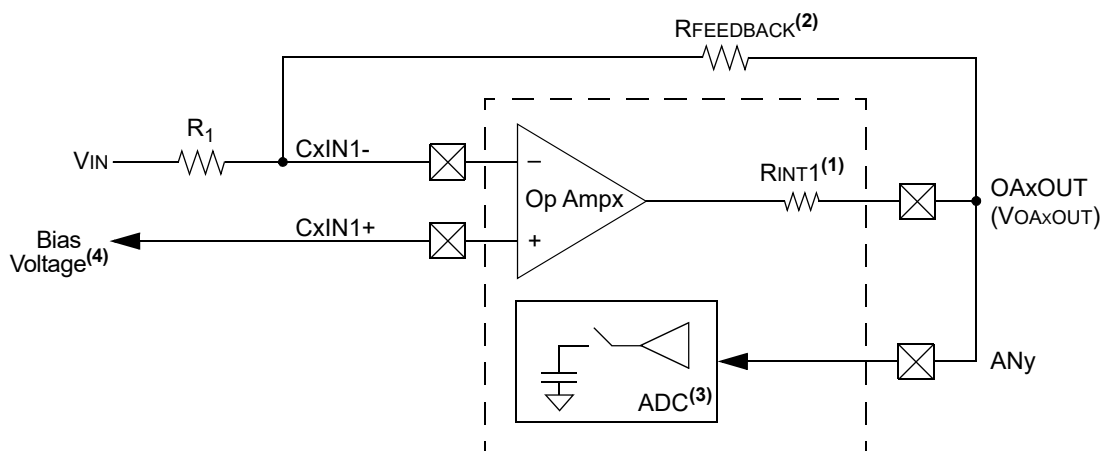 RFEEDBACK(2)
R1
VIN
CxIN1-
–
Op Ampx
RINT1(1)
OAxOUT
(VOAxOUT)
Bias
Voltage(4)
CxIN1+
+
ADC(3)
ANy